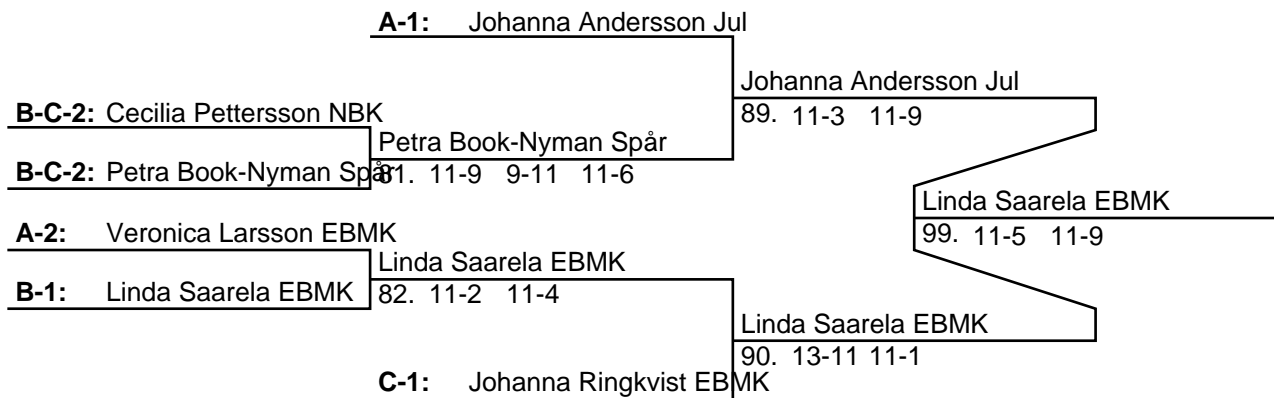 A-1: Johanna Andersson Jul
Johanna Andersson Jul
B-C-2: Cecilia Pettersson NBK
89. 11-3 11-9
Petra Book-Nyman Spår
B-C-2: Petra Book-Nyman Spår
81. 11-9 9-11 11-6
Linda Saarela EBMK
A-2: Veronica Larsson EBMK
99. 11-5 11-9
Linda Saarela EBMK
B-1: Linda Saarela EBMK
82. 11-2 11-4
Linda Saarela EBMK
90. 13-11 11-1
C-1: Johanna Ringkvist EBMK